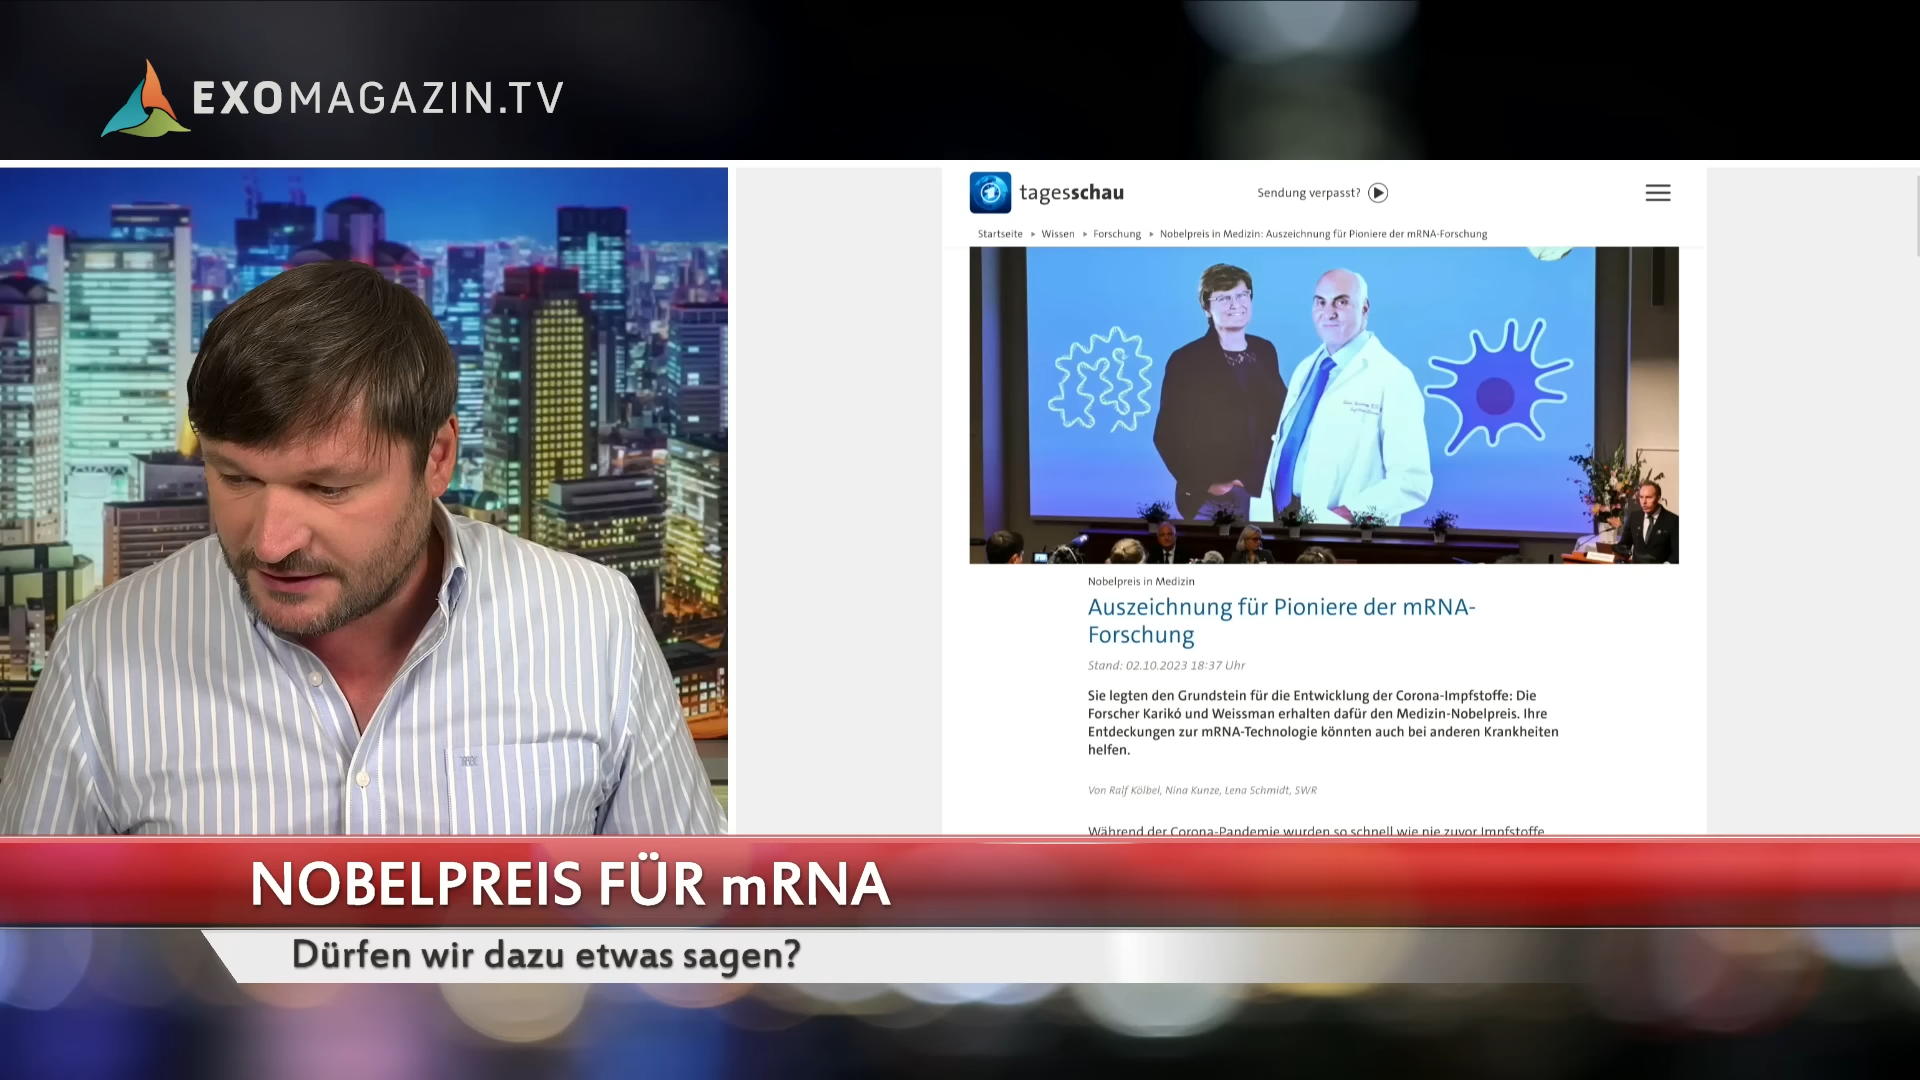 EXOMAGAZIN.TV
tagesschau
Sendung verpasst?
Startseite ▸ Wissen ▸ Forschung ▸ Nobelpreis in Medizin: Auszeichnung für Pioniere der mRNA-Forschung
Nobelpreis in Medizin
Auszeichnung für Pioniere der mRNA-
Forschung
Stand: 02.10.2023 18:37 Uhr
Sie legten den Grundstein für die Entwicklung der Corona-Impfstoffe: Die
Forscher Karikó und Weissman erhalten dafür den Medizin-Nobelpreis. Ihre
Entdeckungen zur mRNA-Technologie könnten auch bei anderen Krankheiten
helfen.
Von Ralf Kölbel, Nina Kunze, Lena Schmidt, SWR
Während der Corona-Pandemie wurden so schnell wie nie zuvor Impfstoffe
NOBELPREIS FÜR mRNA
Dürfen wir dazu etwas sagen?